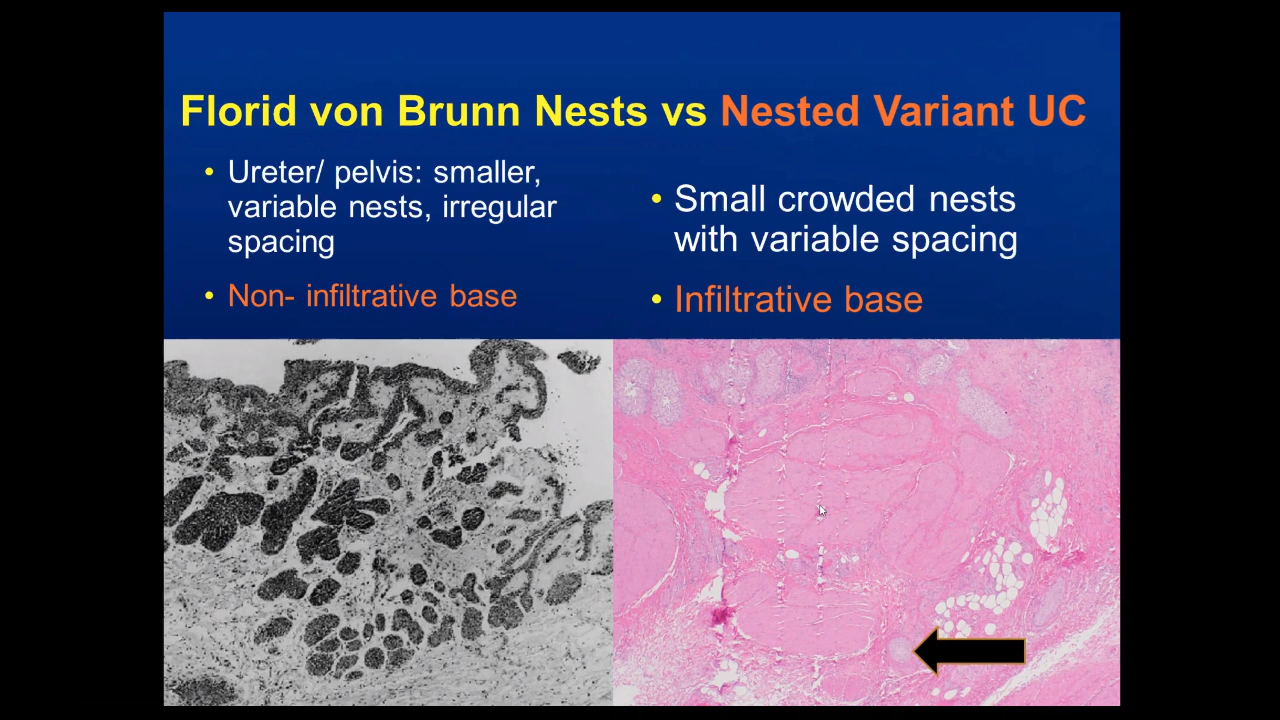 Florid von Brunn Nests vs Nested Variant UC
• Ureter/ pelvis: smaller,
variable nests, irregular
spacing
• Non- infiltrative base
• Small crowded nests
with variable spacing
• Infiltrative base